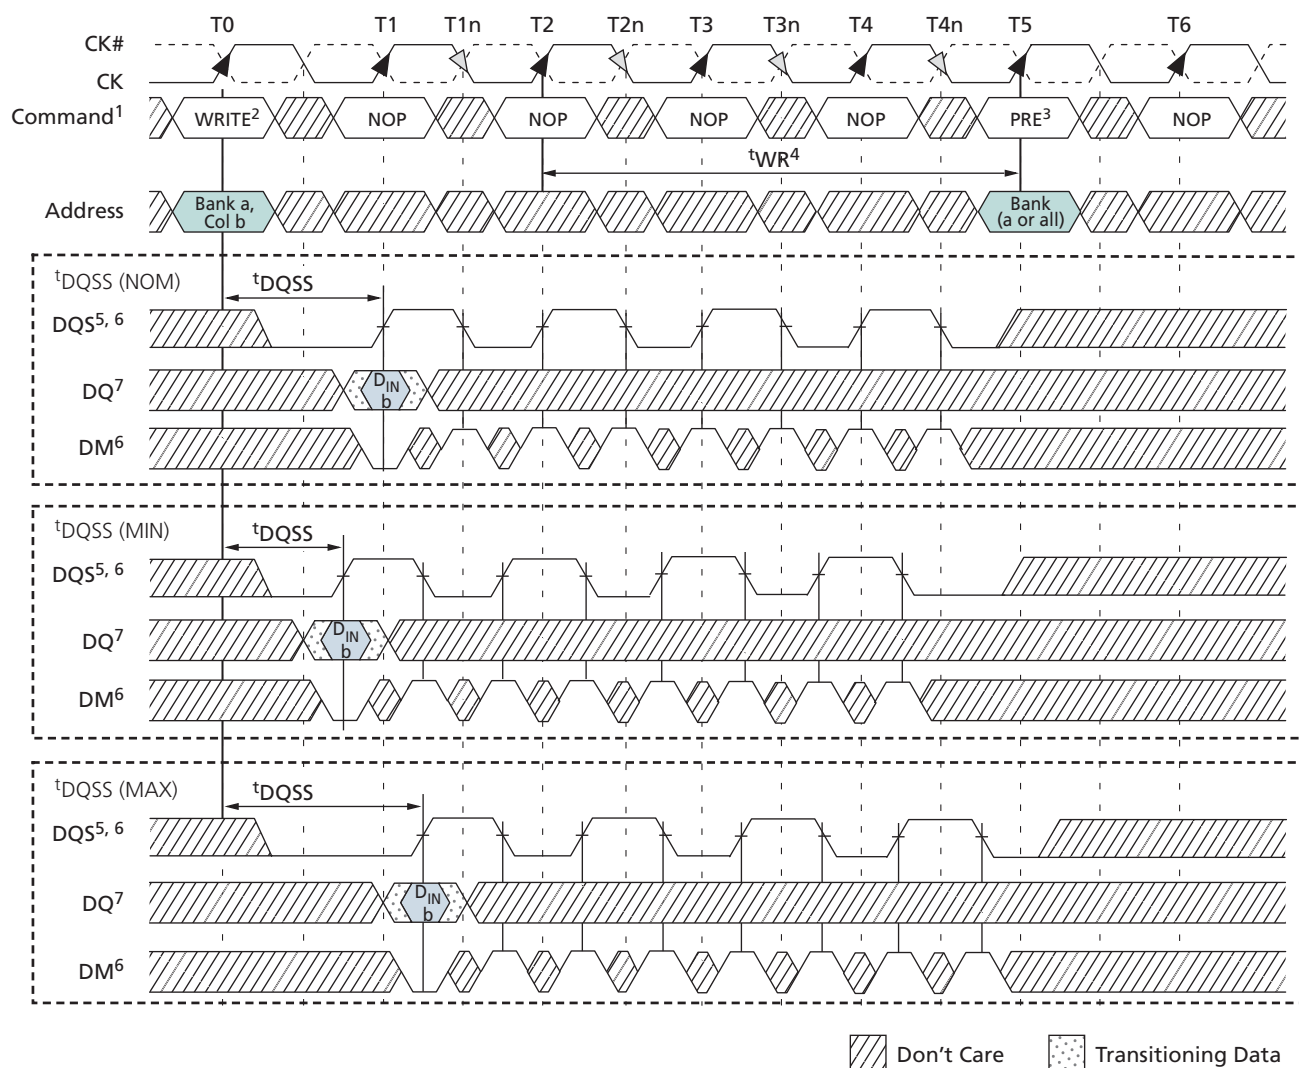 T0 T1 T1n T2 T2n T3 T3n T4 T4n T5 T6
CK#
CK
Command1 WRITE2 NOP NOP NOP NOP PRE3 NOP
tWR4
Address Bank a, Col b Bank (a or all)
tDQSS (NOM) tDQSS
DQS5, 6
DQ7 DIN b
DM6
tDQSS (MIN) tDQSS
DQS5, 6
DQ7 DIN b
DM6
tDQSS (MAX) tDQSS
DQS5, 6
DQ7 DIN b
DM6
Don't Care Transitioning Data